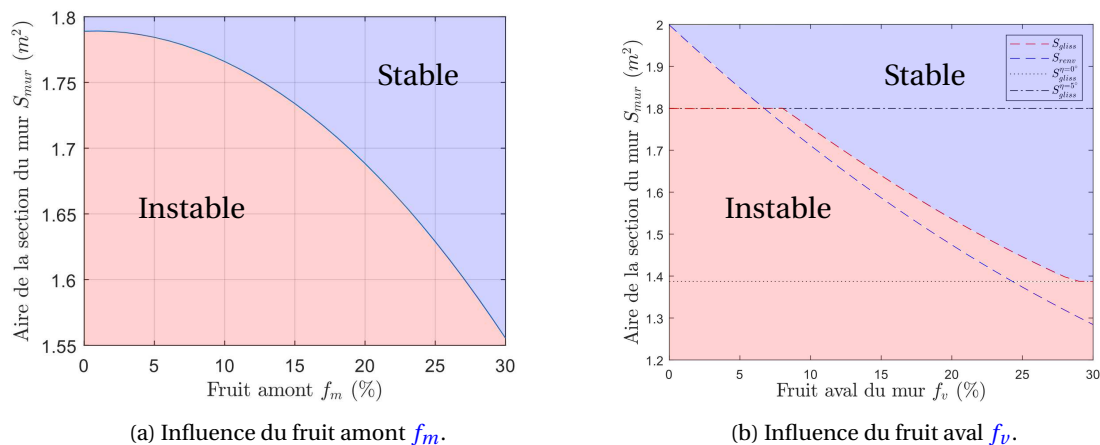 1.8
1.75
1.7
1.65
1.6
1.55
Aire de la section du mur S_mur (m²)
Stable
Instable
0 5 10 15 20 25 30
Fruit amont f_m (%)
(a) Influence du fruit amont f_m.
2
1.9
1.8
1.7
1.6
1.5
1.4
1.3
1.2
Aire de la section du mur S_mur (m²)
Stable
Instable
S_gliss
S_renv
S_gliss^η=0°
S_gliss^η=5°
0 5 10 15 20 25 30
Fruit aval du mur f_v (%)
(b) Influence du fruit aval f_v.